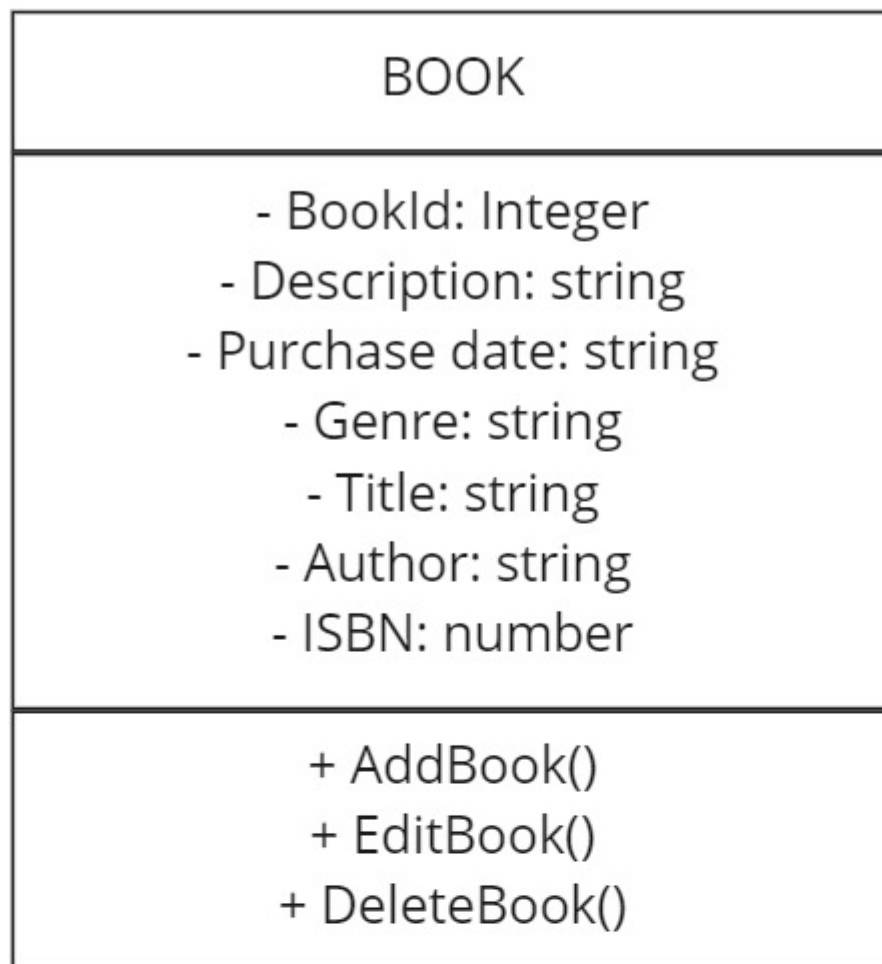 BOOK
- BookId: Integer
- Description: string
- Purchase date: string
- Genre: string
- Title: string
- Author: string
- ISBN: number
+ AddBook()
+ EditBook()
+ DeleteBook()